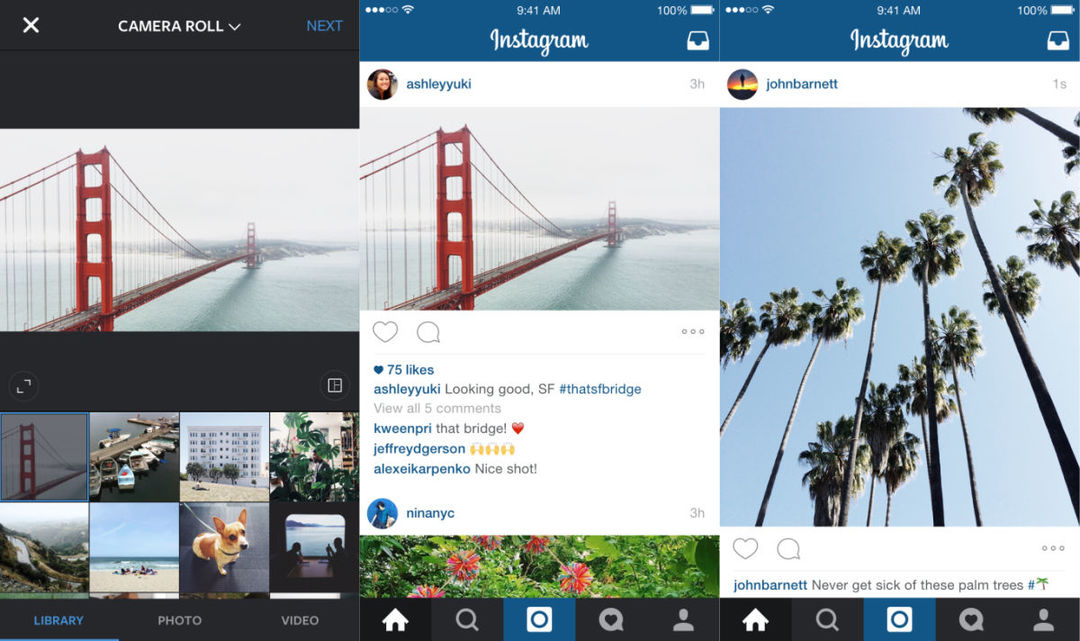 CAMERA ROLL
NEXT
LIBRARY
PHOTO
VIDEO
9:41 AM
100%
Instagram
ashleyyuki
3h
75 likes
ashleyyuki Looking good, SF #thatsfbridge
View all 5 comments
kweenpri that bridge! ❤️
jeffreydgerson 🙌🙌🙌
alexeikarpenko Nice shot!
ninanyc
3h
9:41 AM
100%
Instagram
johnbarnett
1s
johnbarnett Never get sick of these palm trees #🌴